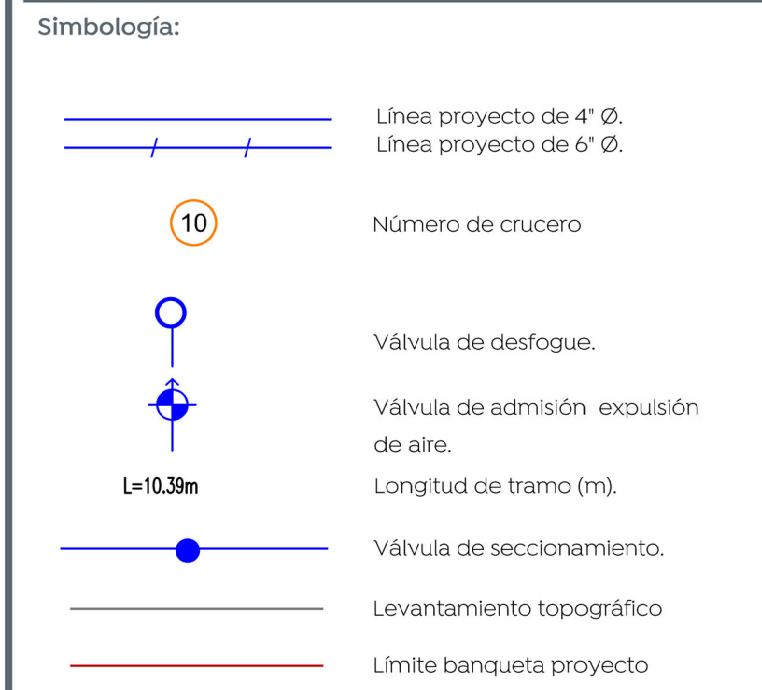 Simbología:
Línea proyecto de 4" Ø.
Línea proyecto de 6" Ø.
10 Número de crucero
Válvula de desfogue.
Válvula de admisión expulsión
de aire.
L=10.39m Longitud de tramo (m).
Válvula de seccionamiento.
Levantamiento topográfico
Límite banqueta proyecto